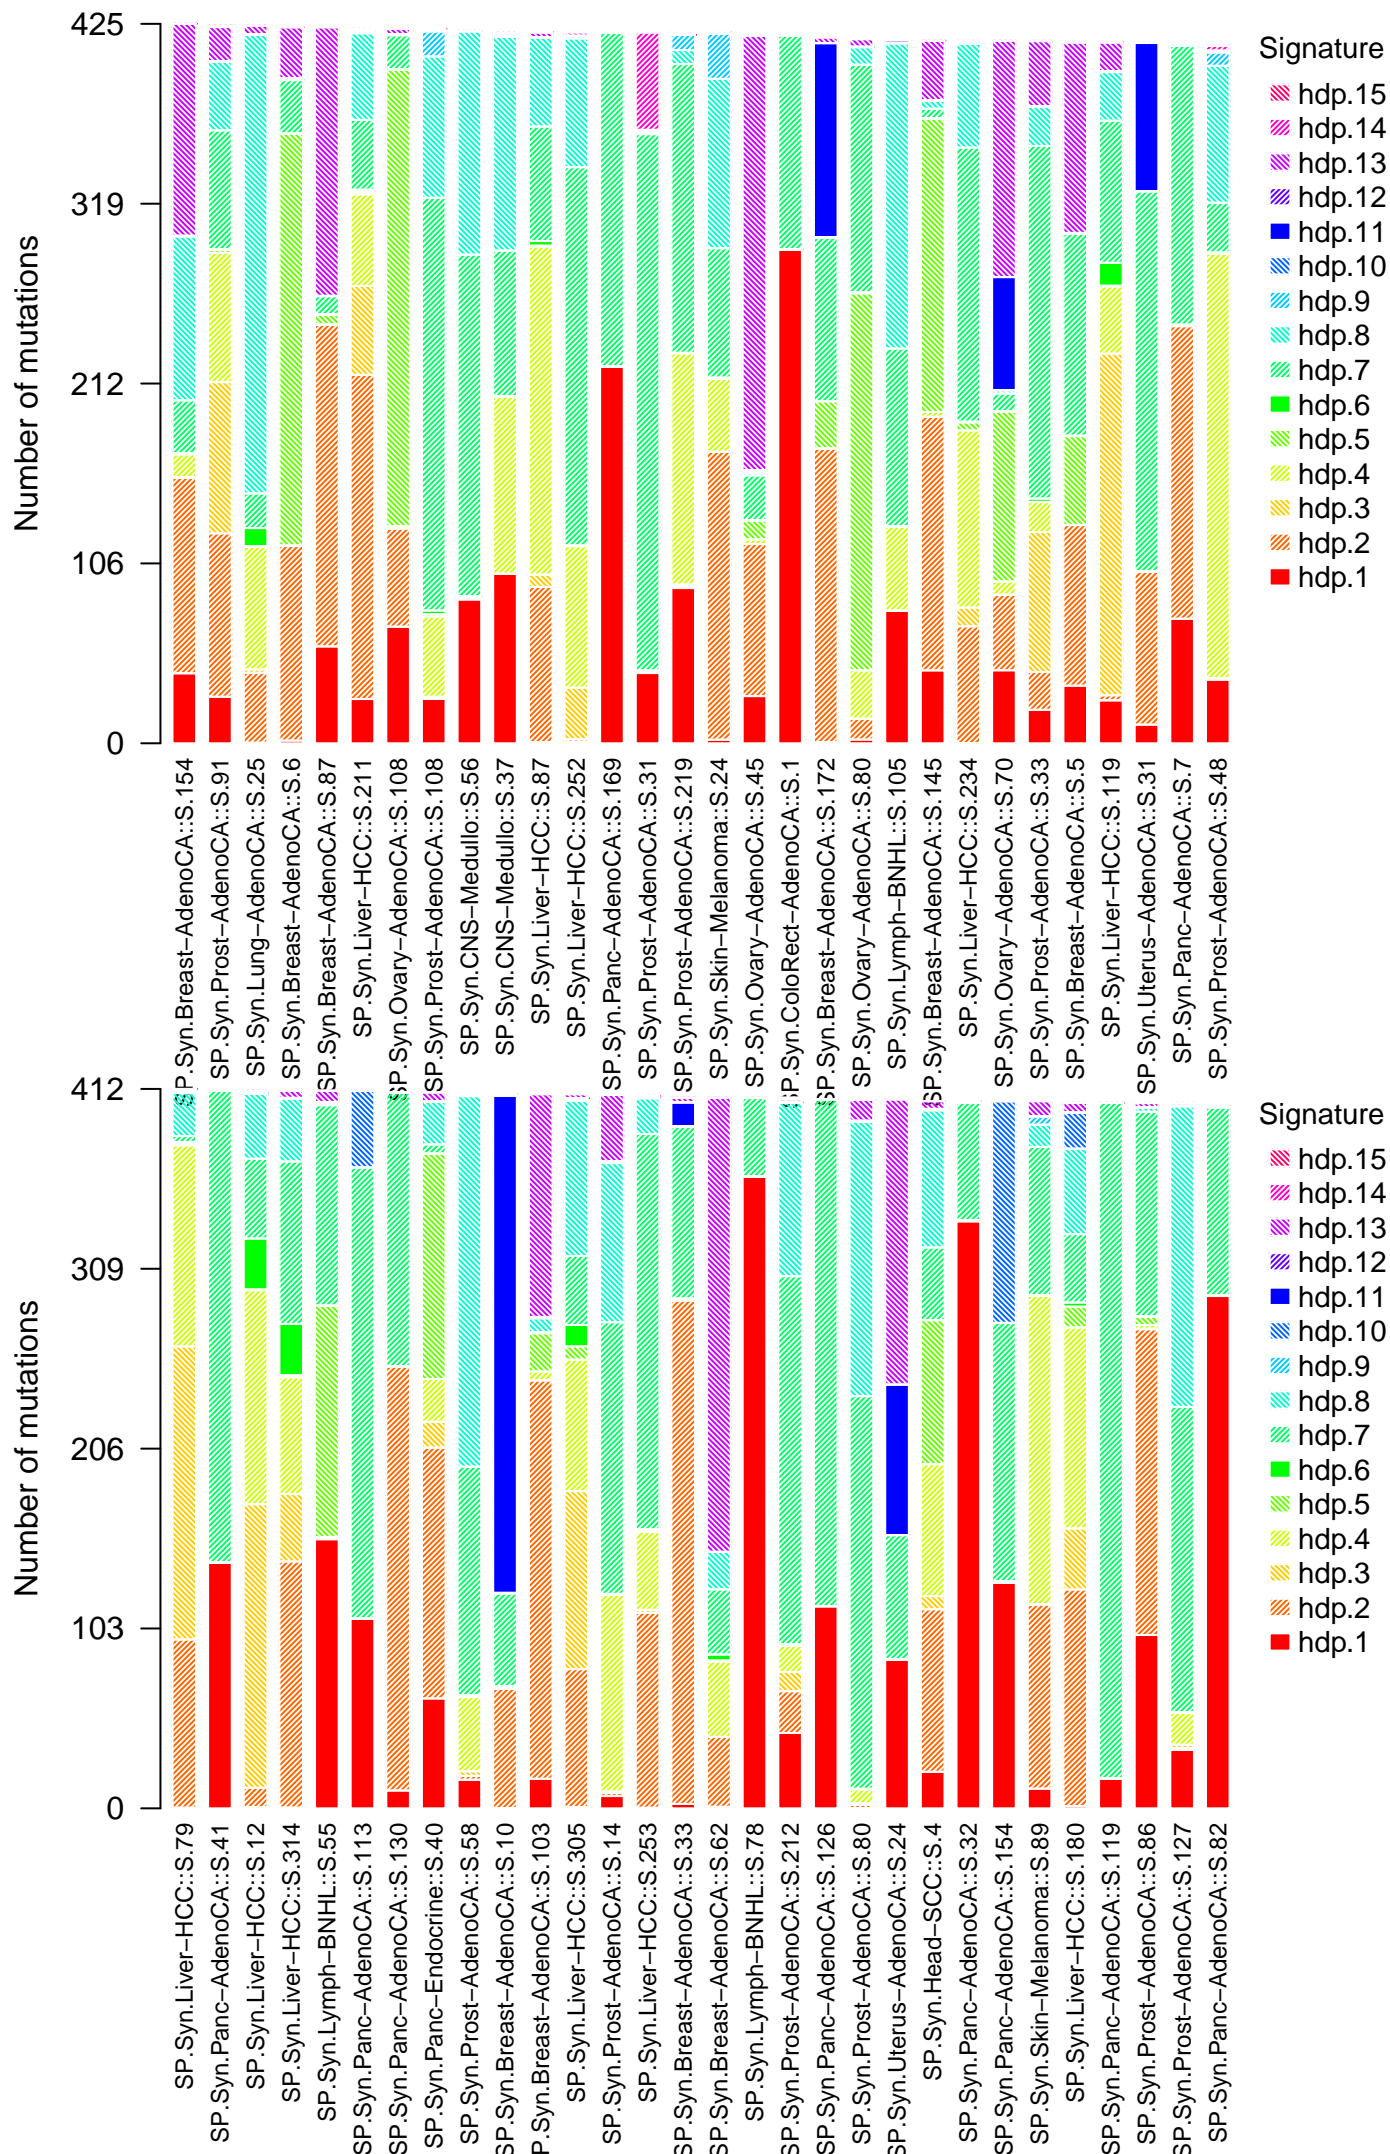 Number of mutations
425
319
212
106
0
SP.Syn.Breast−AdenoCA::S.154
SP.Syn.Prost−AdenoCA::S.91
SP.Syn.Lung−AdenoCA::S.25
SP.Syn.Breast−AdenoCA::S.6
SP.Syn.Breast−AdenoCA::S.87
SP.Syn.Liver−HCC::S.211
SP.Syn.Ovary−AdenoCA::S.108
SP.Syn.Prost−AdenoCA::S.108
SP.Syn.CNS−Medullo::S.56
SP.Syn.CNS−Medullo::S.37
SP.Syn.Liver−HCC::S.87
SP.Syn.Liver−HCC::S.252
SP.Syn.Panc−AdenoCA::S.169
SP.Syn.Prost−AdenoCA::S.31
SP.Syn.Prost−AdenoCA::S.219
SP.Syn.Skin−Melanoma::S.24
SP.Syn.Ovary−AdenoCA::S.45
SP.Syn.ColoRect−AdenoCA::S.1
SP.Syn.Breast−AdenoCA::S.172
SP.Syn.Ovary−AdenoCA::S.80
SP.Syn.Lymph−BNHL::S.105
SP.Syn.Breast−AdenoCA::S.145
SP.Syn.Liver−HCC::S.234
SP.Syn.Ovary−AdenoCA::S.70
SP.Syn.Prost−AdenoCA::S.33
SP.Syn.Breast−AdenoCA::S.5
SP.Syn.Liver−HCC::S.119
SP.Syn.Uterus−AdenoCA::S.31
SP.Syn.Panc−AdenoCA::S.7
SP.Syn.Prost−AdenoCA::S.48
Signature
hdp.15
hdp.14
hdp.13
hdp.12
hdp.11
hdp.10
hdp.9
hdp.8
hdp.7
hdp.6
hdp.5
hdp.4
hdp.3
hdp.2
hdp.1
Number of mutations
412
309
206
103
0
SP.Syn.Liver−HCC::S.79
SP.Syn.Panc−AdenoCA::S.41
SP.Syn.Liver−HCC::S.12
SP.Syn.Liver−HCC::S.314
SP.Syn.Lymph−BNHL::S.55
SP.Syn.Panc−AdenoCA::S.113
SP.Syn.Panc−AdenoCA::S.130
SP.Syn.Panc−Endocrine::S.40
SP.Syn.Prost−AdenoCA::S.58
SP.Syn.Breast−AdenoCA::S.10
SP.Syn.Breast−AdenoCA::S.103
SP.Syn.Liver−HCC::S.305
SP.Syn.Prost−AdenoCA::S.14
SP.Syn.Liver−HCC::S.253
SP.Syn.Breast−AdenoCA::S.33
SP.Syn.Breast−AdenoCA::S.62
SP.Syn.Lymph−BNHL::S.78
SP.Syn.Prost−AdenoCA::S.212
SP.Syn.Panc−AdenoCA::S.126
SP.Syn.Prost−AdenoCA::S.80
SP.Syn.Uterus−AdenoCA::S.24
SP.Syn.Head−SCC::S.4
SP.Syn.Panc−AdenoCA::S.32
SP.Syn.Panc−AdenoCA::S.154
SP.Syn.Skin−Melanoma::S.89
SP.Syn.Liver−HCC::S.180
SP.Syn.Panc−AdenoCA::S.119
SP.Syn.Prost−AdenoCA::S.86
SP.Syn.Prost−AdenoCA::S.127
SP.Syn.Panc−AdenoCA::S.82
Signature
hdp.15
hdp.14
hdp.13
hdp.12
hdp.11
hdp.10
hdp.9
hdp.8
hdp.7
hdp.6
hdp.5
hdp.4
hdp.3
hdp.2
hdp.1